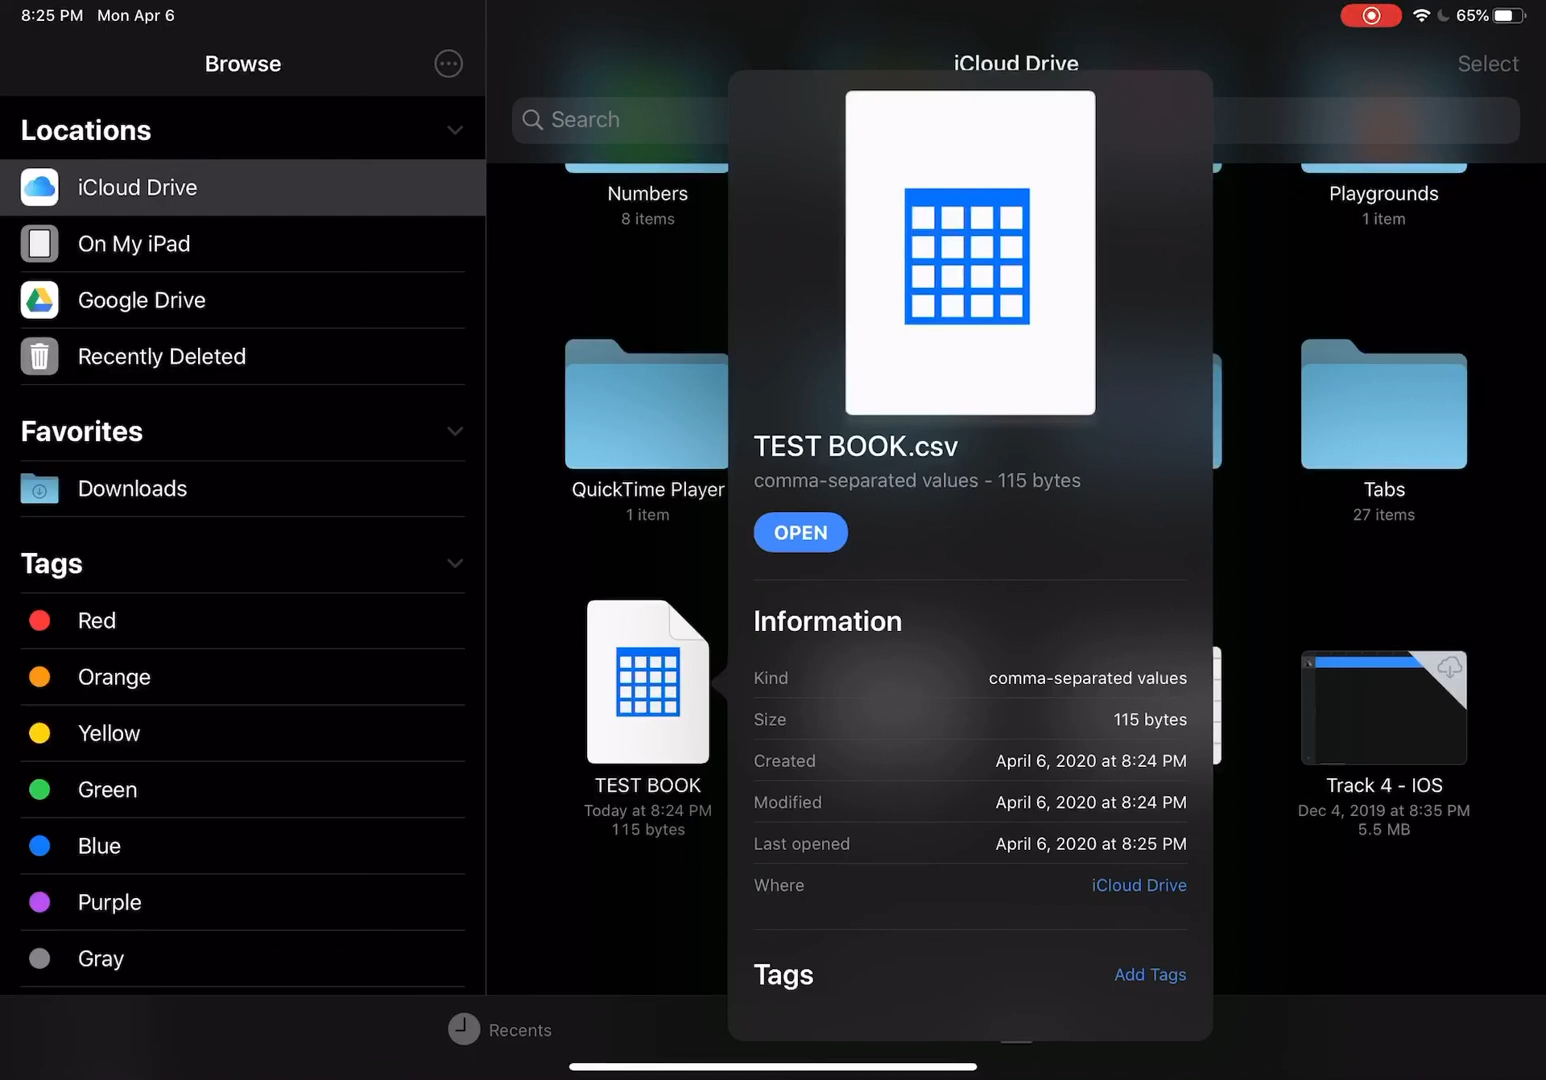 8:25 PM Mon Apr 6
65%
Browse
Locations
iCloud Drive
On My iPad
Google Drive
Recently Deleted
Favorites
Downloads
Tags
Red
Orange
Yellow
Green
Blue
Purple
Gray
iCloud Drive
Select
Search
Numbers
8 items
Playgrounds
1 item
QuickTime Player
1 item
Tabs
27 items
TEST BOOK
Today at 8:24 PM
115 bytes
Track 4 - IOS
Dec 4, 2019 at 8:35 PM
5.5 MB
TEST BOOK.csv
comma-separated values - 115 bytes
OPEN
Information
Kind comma-separated values
Size 115 bytes
Created April 6, 2020 at 8:24 PM
Modified April 6, 2020 at 8:24 PM
Last opened April 6, 2020 at 8:25 PM
Where iCloud Drive
Tags Add Tags
Recents